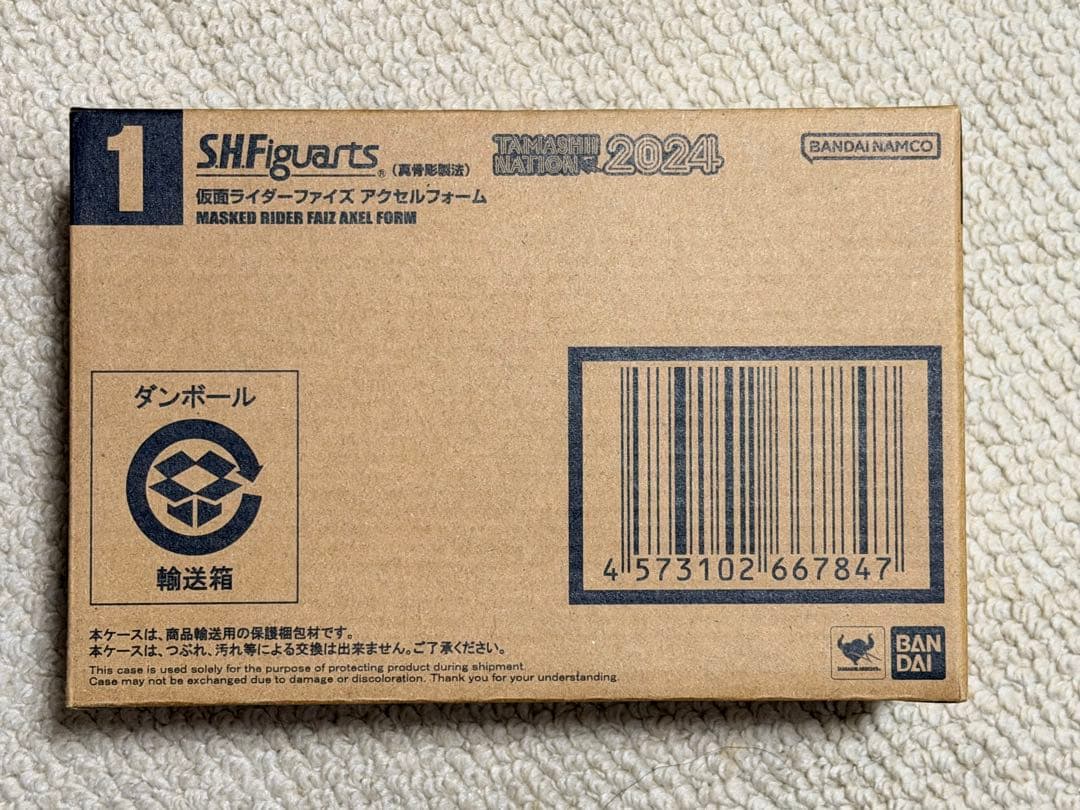 1
S.H.Figuarts® (真骨彫製法)
TAMASHII
NATION 2024
BANDAI NAMCO
仮面ライダーファイズ アクセルフォーム
MASKED RIDER FAIZ AXEL FORM
ダンボール
輸送箱
4 573102 667847
本ケースは、商品輸送用の保護梱包材です。
本ケースは、つぶれ、汚れ等による交換は出来ません。ご了承ください。
This case is used solely for the purpose of protecting product during shipment.
Case may not be exchanged due to damage or discoloration. Thank you for your understanding.
BAN
DAI